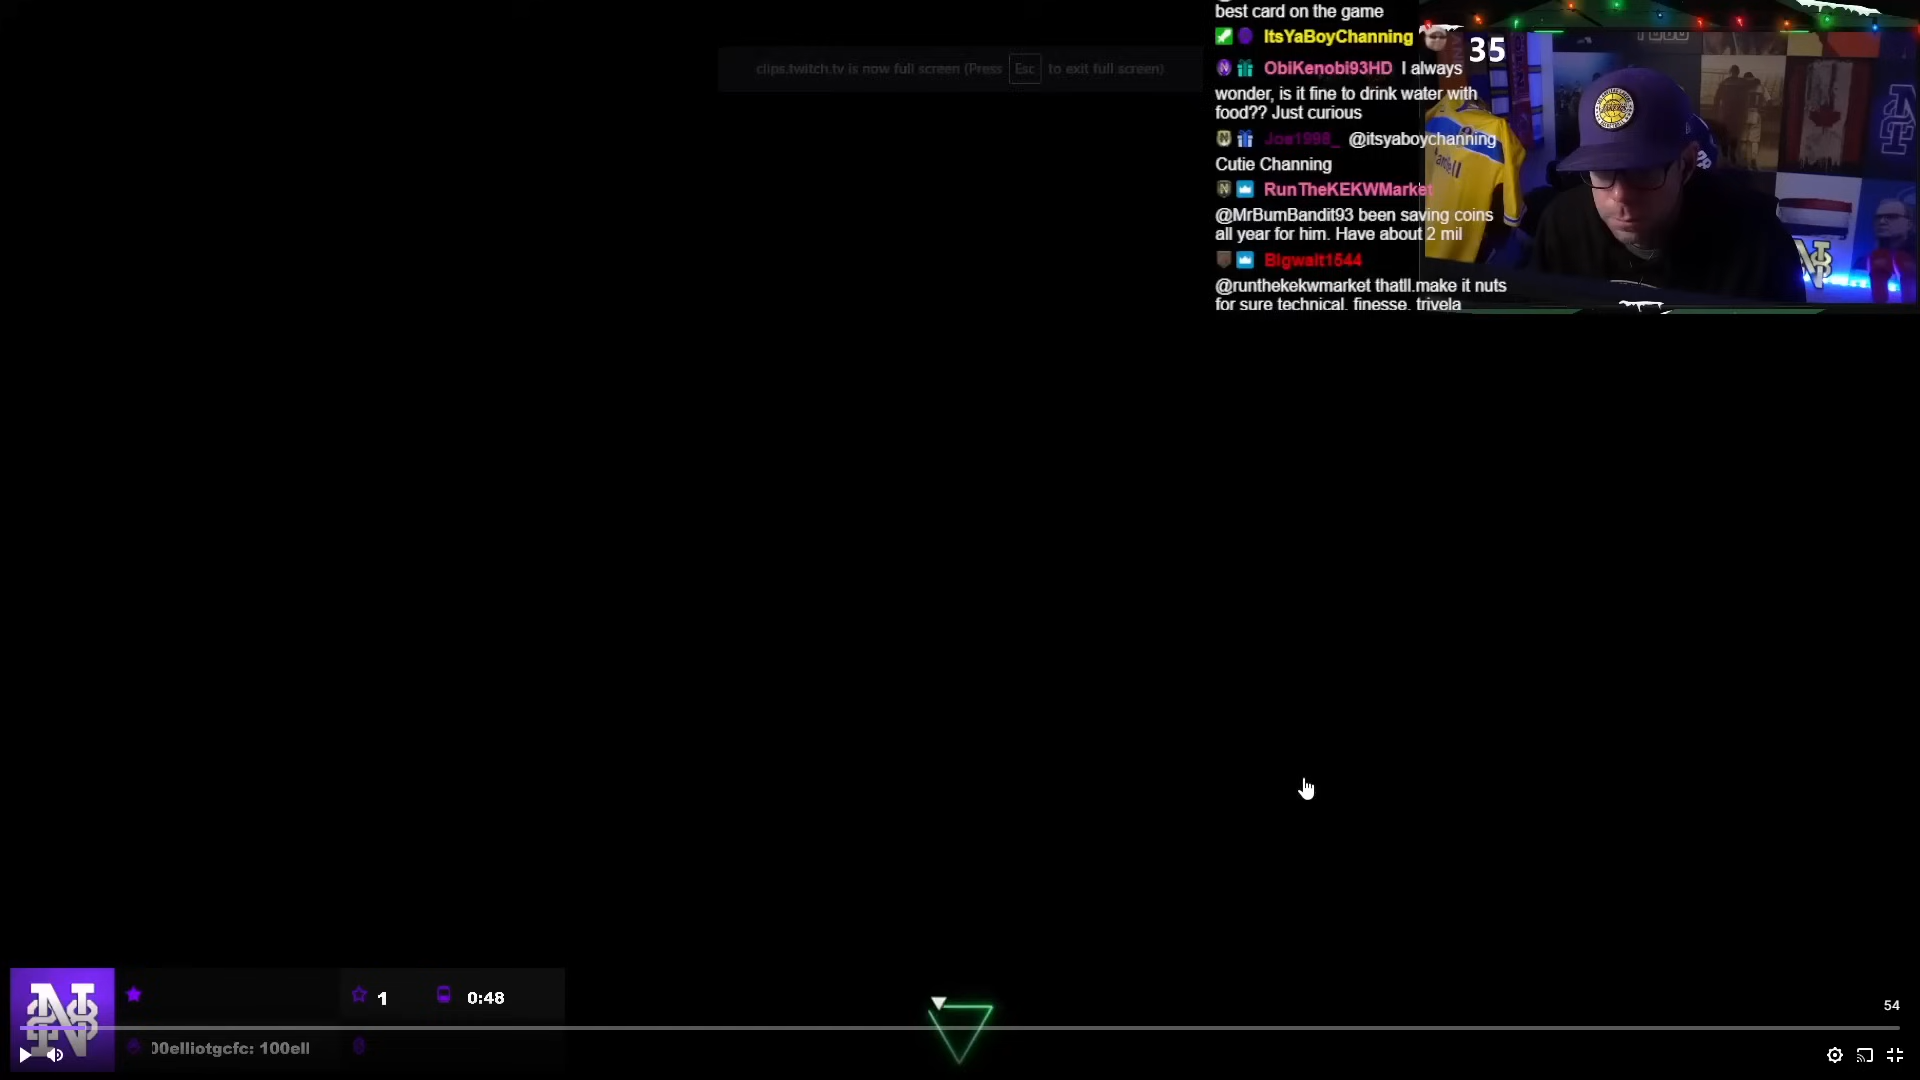 best card on the game
ItsYaBoyChanning
35
clips.twitch.tv is now full screen (Press Esc to exit full screen)
ObiKenobi93HD I always
wonder, is it fine to drink water with
food?? Just curious
Joe1998_ @itsyaboychanning
Cutie Channing
RunTheKEKWMarket
@MrBumBandit93 been saving coins
all year for him. Have about 2 mil
Bigwalt1544
@runthekekwmarket thatll make it nuts
for sure technical, finesse, trivela
1
0:48
54
00elliotgcfc: 100ell